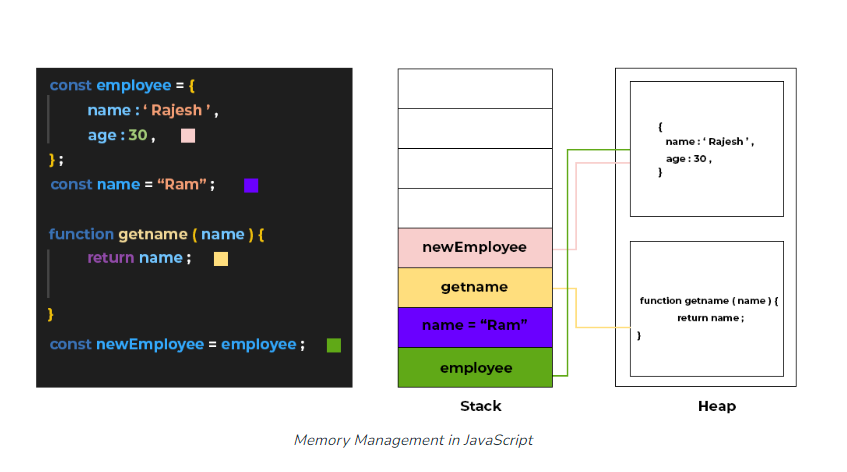 const employee = {
name : ‘ Rajesh ’ ,
age : 30 ,
} ;
const name = “Ram” ;
function getname ( name ) {
return name ;
}
const newEmployee = employee ;
newEmployee
getname
name = “Ram”
employee
Stack
{
name : ‘ Rajesh ’ ,
age : 30 ,
}
function getname ( name ) {
return name ;
}
Heap
Memory Management in JavaScript